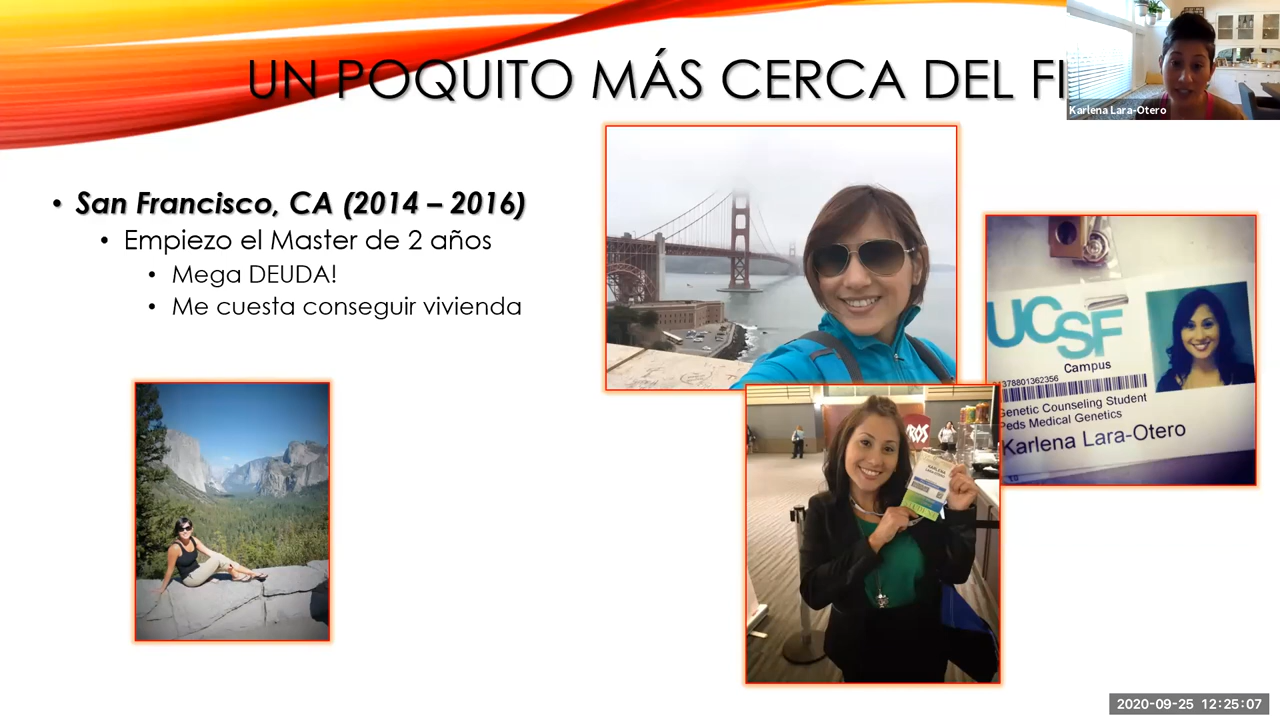 UN POQUITO MÁS CERCA DEL FI
Karlena Lara-Otero
• San Francisco, CA (2014 – 2016)
• Empiezo el Master de 2 años
• Mega DEUDA!
• Me cuesta conseguir vivienda
UCSF
Campus
Genetic Counseling Student
Peds Medical Genetics
Karlena Lara-Otero
KARLENA
2020-09-25 12:25:07